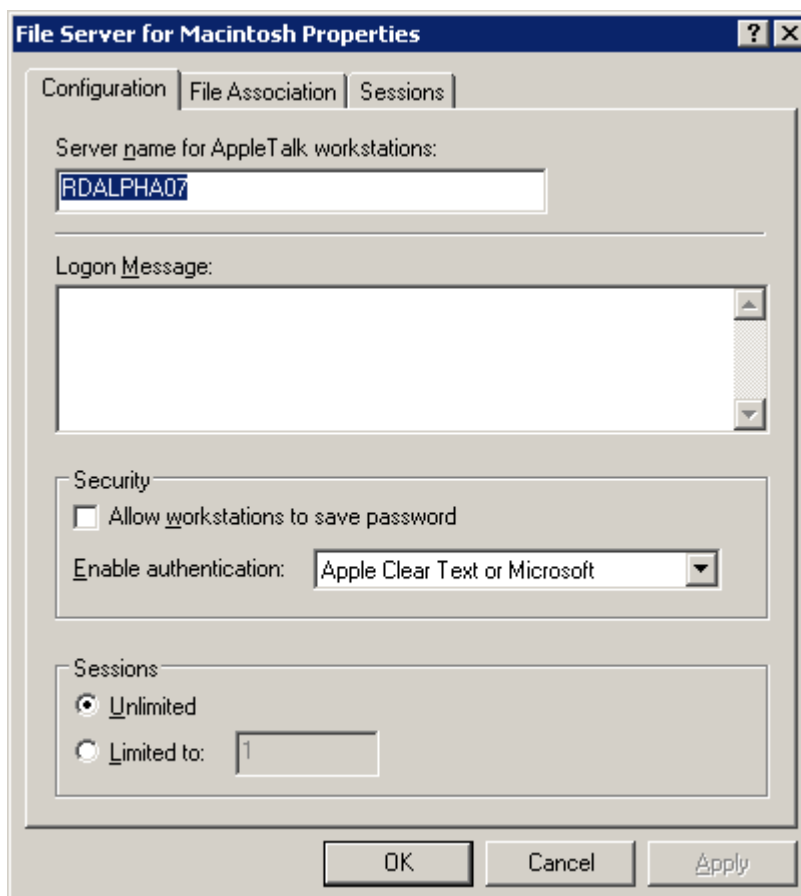 File Server for Macintosh Properties
Configuration File Association Sessions
Server name for AppleTalk workstations:
RDALPHA07
Logon Message:
Security
Allow workstations to save password
Enable authentication: Apple Clear Text or Microsoft
Sessions
Unlimited
Limited to: 1
OK Cancel Apply